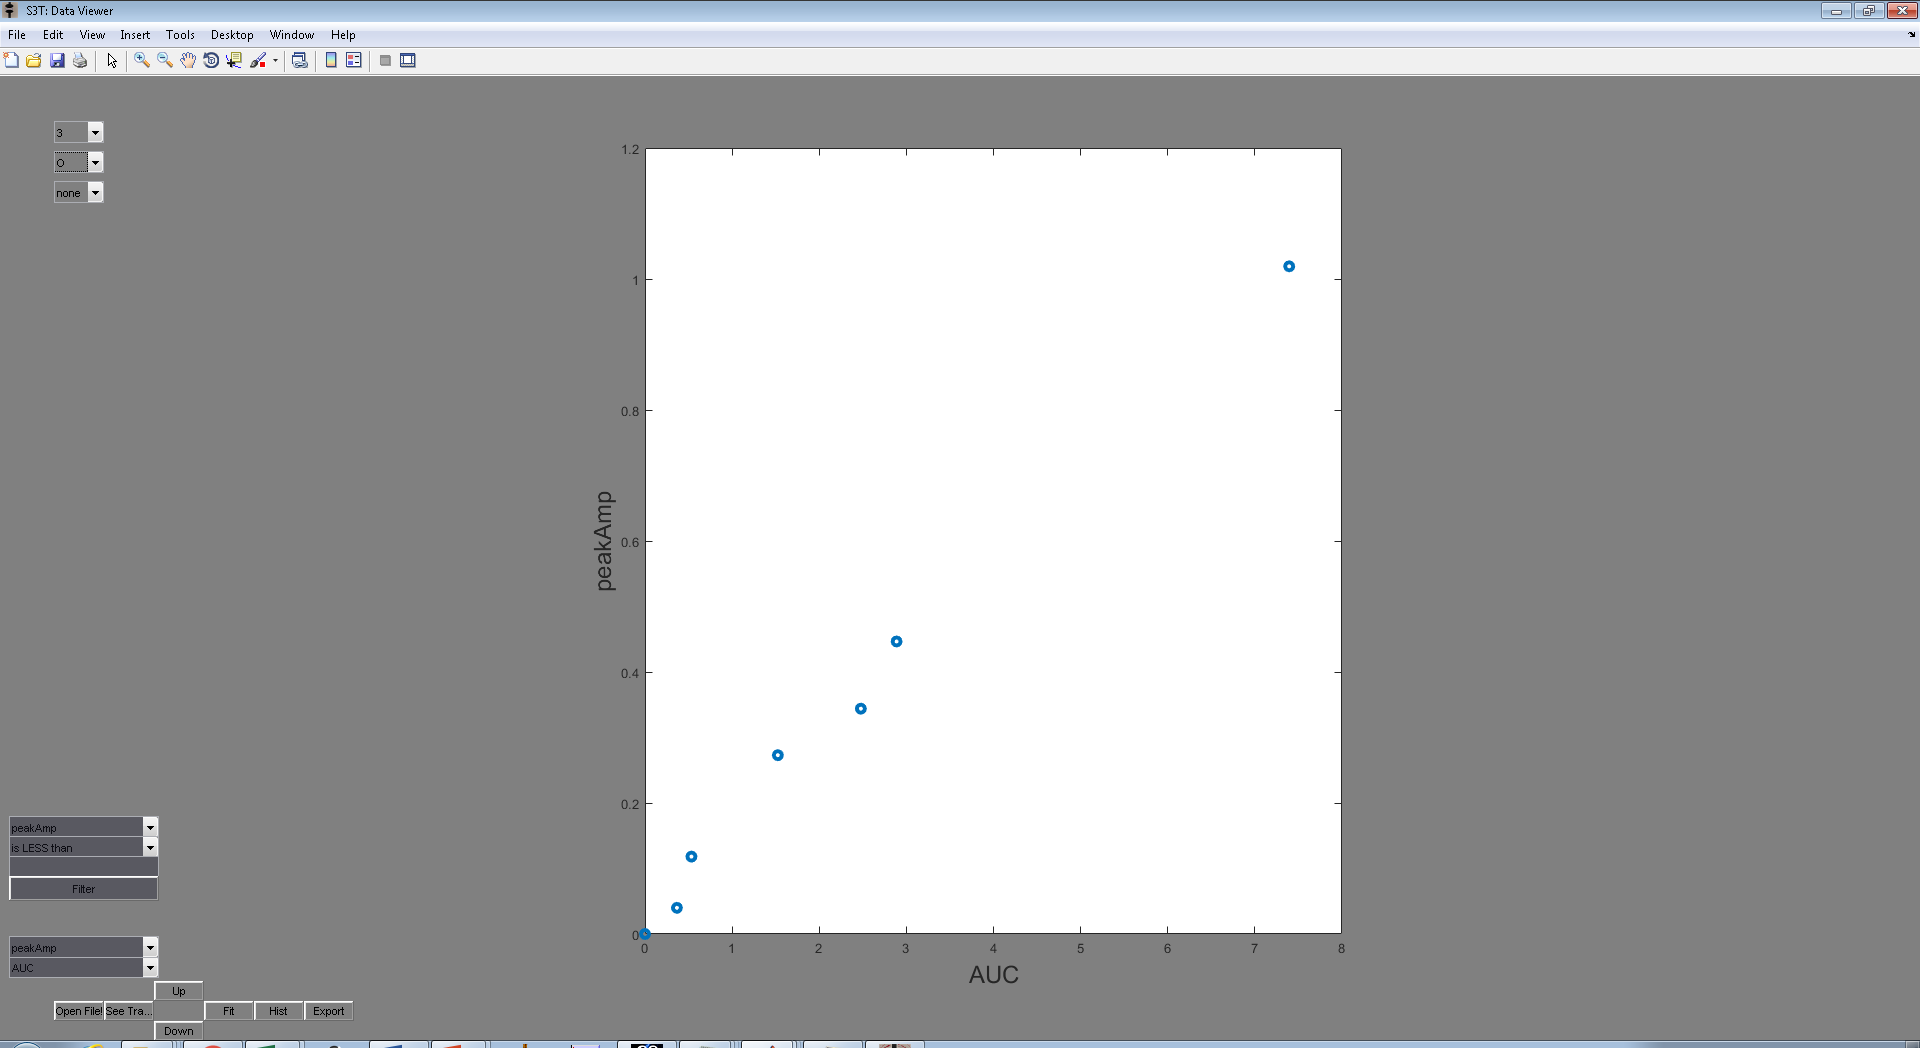 S3T: Data Viewer
File Edit View Insert Tools Desktop Window Help
3
O
none
1.2
1
0.8
0.6
0.4
0.2
0
peakAmp
0 1 2 3 4 5 6 7 8
AUC
peakAmp
is LESS than
Filter
peakAmp
AUC
Up
Open File! See Tra... Fit Hist Export
Down